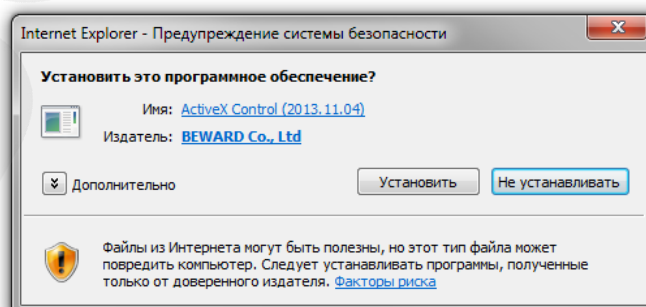 Internet Explorer - Предупреждение системы безопасности
Установить это программное обеспечение?
Имя: ActiveX Control (2013.11.04)
Издатель: BEWARD Co., Ltd
Дополнительно
Установить
Не устанавливать
Файлы из Интернета могут быть полезны, но этот тип файла может
повредить компьютер. Следует устанавливать программы, полученные
только от доверенного издателя. Факторы риска